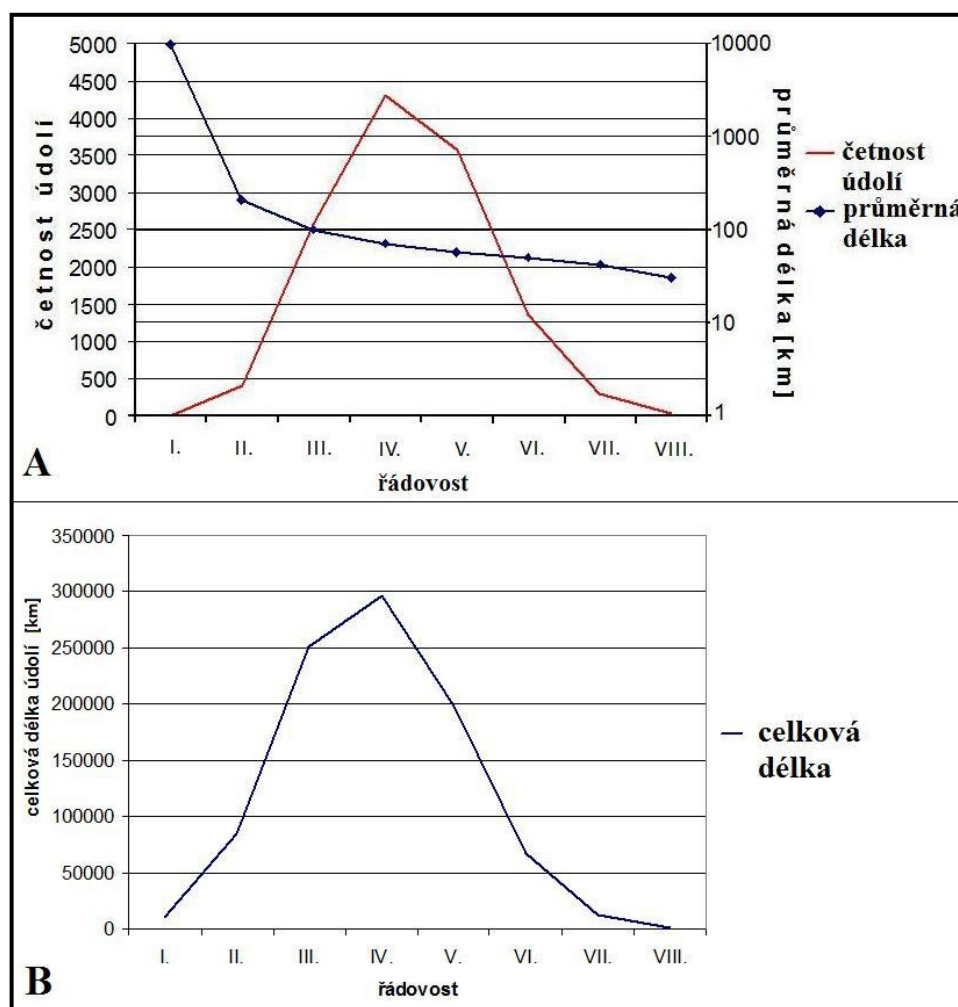 5000
4500
4000
3500
3000
2500
2000
1500
1000
500
0
četnost údolí
10000
1000
100
10
1
průměrná délka [km]
četnost
údolí
průměrná
délka
I. II. III. IV. V. VI. VII. VIII.
řádovost
A
350000
300000
250000
200000
150000
100000
50000
0
celková délka údolí [km]
celková
délka
I. II. III. IV. V. VI. VII. VIII.
řádovost
B